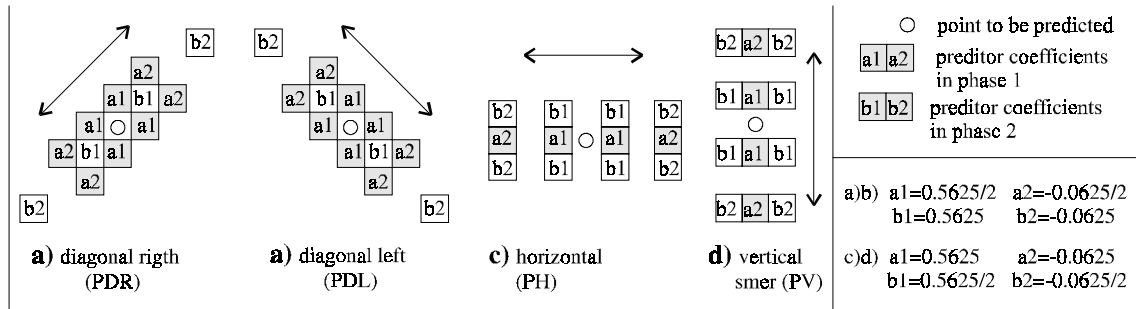 b2 b2
a2
a1 b1 a2
a1 a1
a2 b1 a1
a2
b2
a) diagonal rigth
(PDR)
a2
a2 b1 a1
a1 a1
a1 b1 a2
a2
b2
a) diagonal left
(PDL)
b2 b1 b1 b2
a2 a1 a1 a2
b2 b1 b1 b2
c) horizontal
(PH)
b2 a2 b2
b1 a1 b1
b1 a1 b1
b2 a2 b2
d) vertical
smer (PV)
point to be predicted
a1 a2 preditor coefficients
in phase 1
b1 b2 preditor coefficients
in phase 2
a)b) a1=0.5625/2 a2=-0.0625/2
b1=0.5625 b2=-0.0625
c)d) a1=0.5625 a2=-0.0625
b1=0.5625/2 b2=-0.0625/2